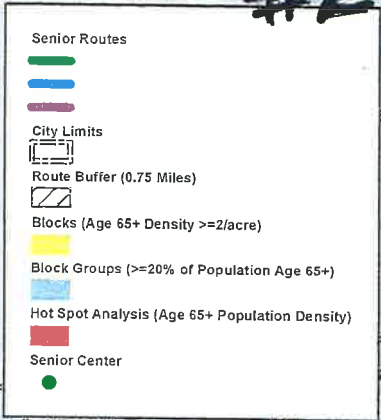 Senior Routes
City Limits
Route Buffer (0.75 Miles)
Blocks (Age 65+ Density >=2/acre)
Block Groups (>=20% of Population Age 65+)
Hot Spot Analysis (Age 65+ Population Density)
Senior Center